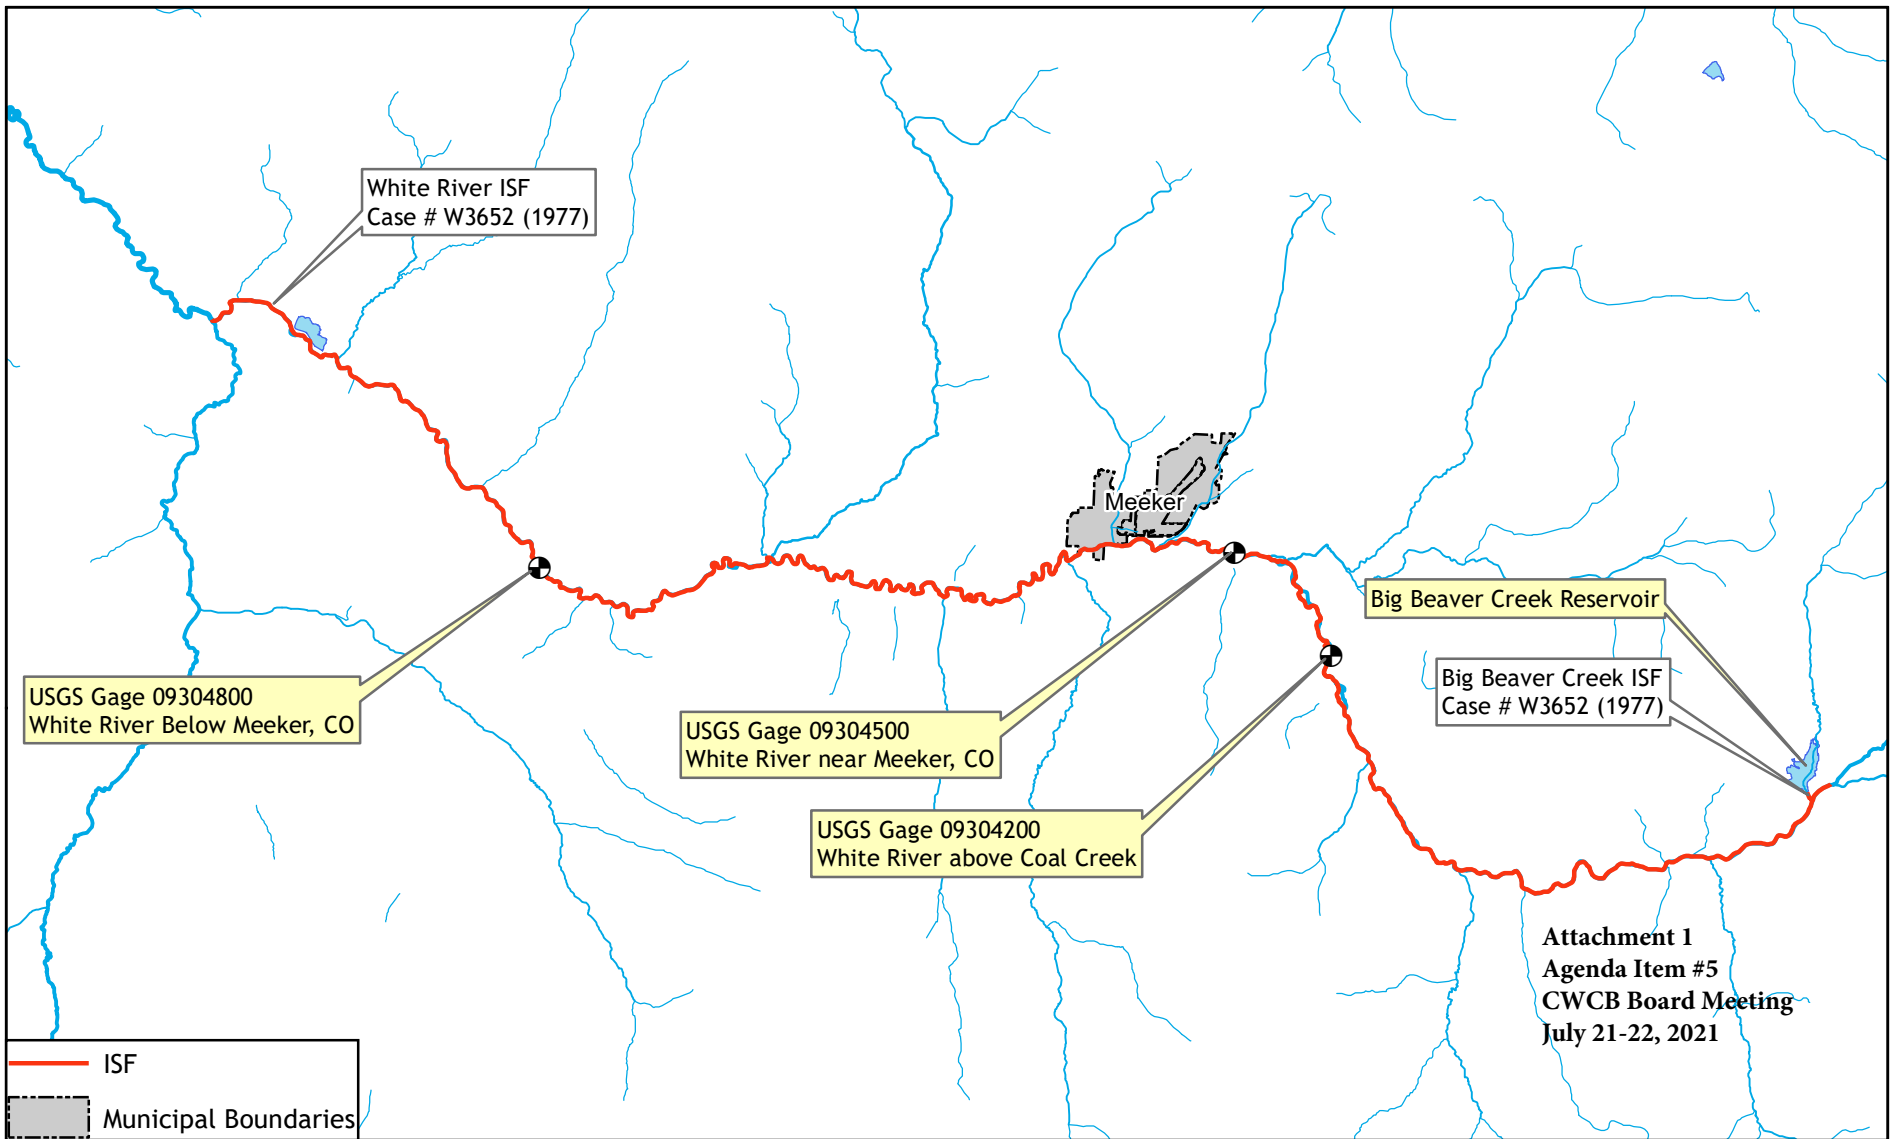 White River ISF
Case # W3652 (1977)
Meeker
Big Beaver Creek Reservoir
Big Beaver Creek ISF
Case # W3652 (1977)
USGS Gage 09304800
White River Below Meeker, CO
USGS Gage 09304500
White River near Meeker, CO
USGS Gage 09304200
White River above Coal Creek
Attachment 1
Agenda Item #5
CWCB Board Meeting
July 21-22, 2021
ISF
Municipal Boundaries